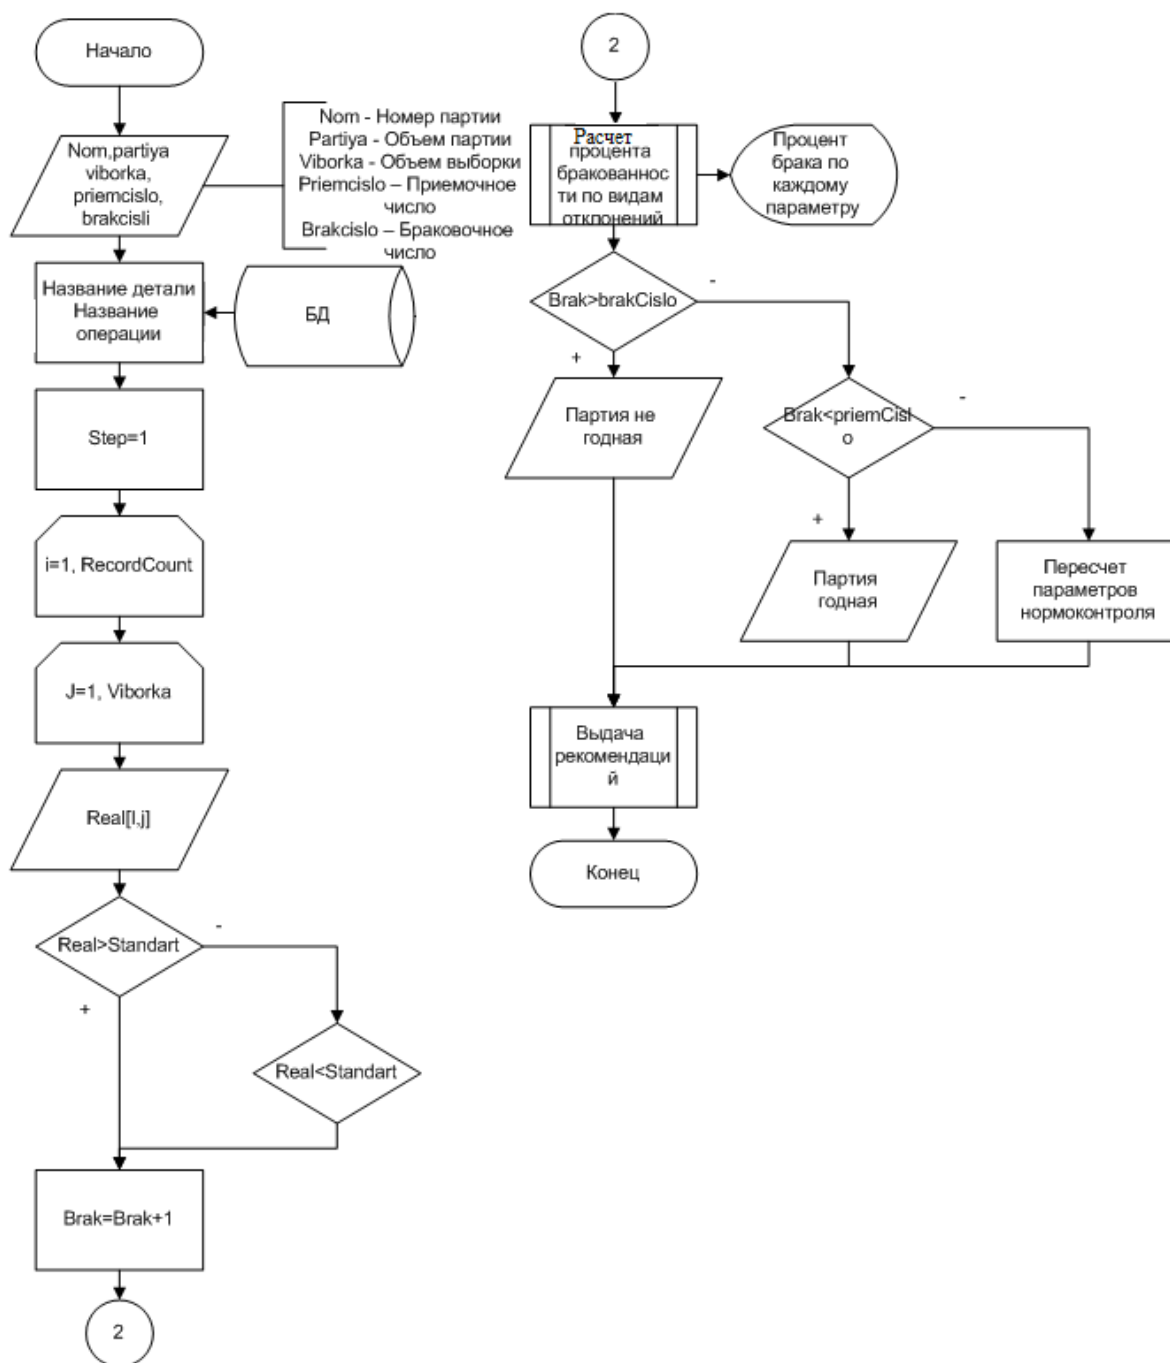 Начало
Nom,partiya
viborka,
priemcislo,
brakcisli
Nom - Номер партии
Partiya - Объем партии
Viborka - Объем выборки
Priemcislo – Приемочное
число
Brakcislo – Браковочное
число
Название детали
Название
операции
БД
Step=1
i=1, RecordCount
J=1, Viborka
Real[I,j]
Real>Standart
-
+
Real<Standart
Brak=Brak+1
2
2
Расчет
процента
бракованнос
ти по видам
отклонений
Процент
брака по
каждому
параметру
Brak>brakCislo
-
+
Партия не
годная
Brak<priemCisl
о
-
+
Партия
годная
Пересчет
параметров
нормоконтроля
Выдача
рекомендаци
й
Конец